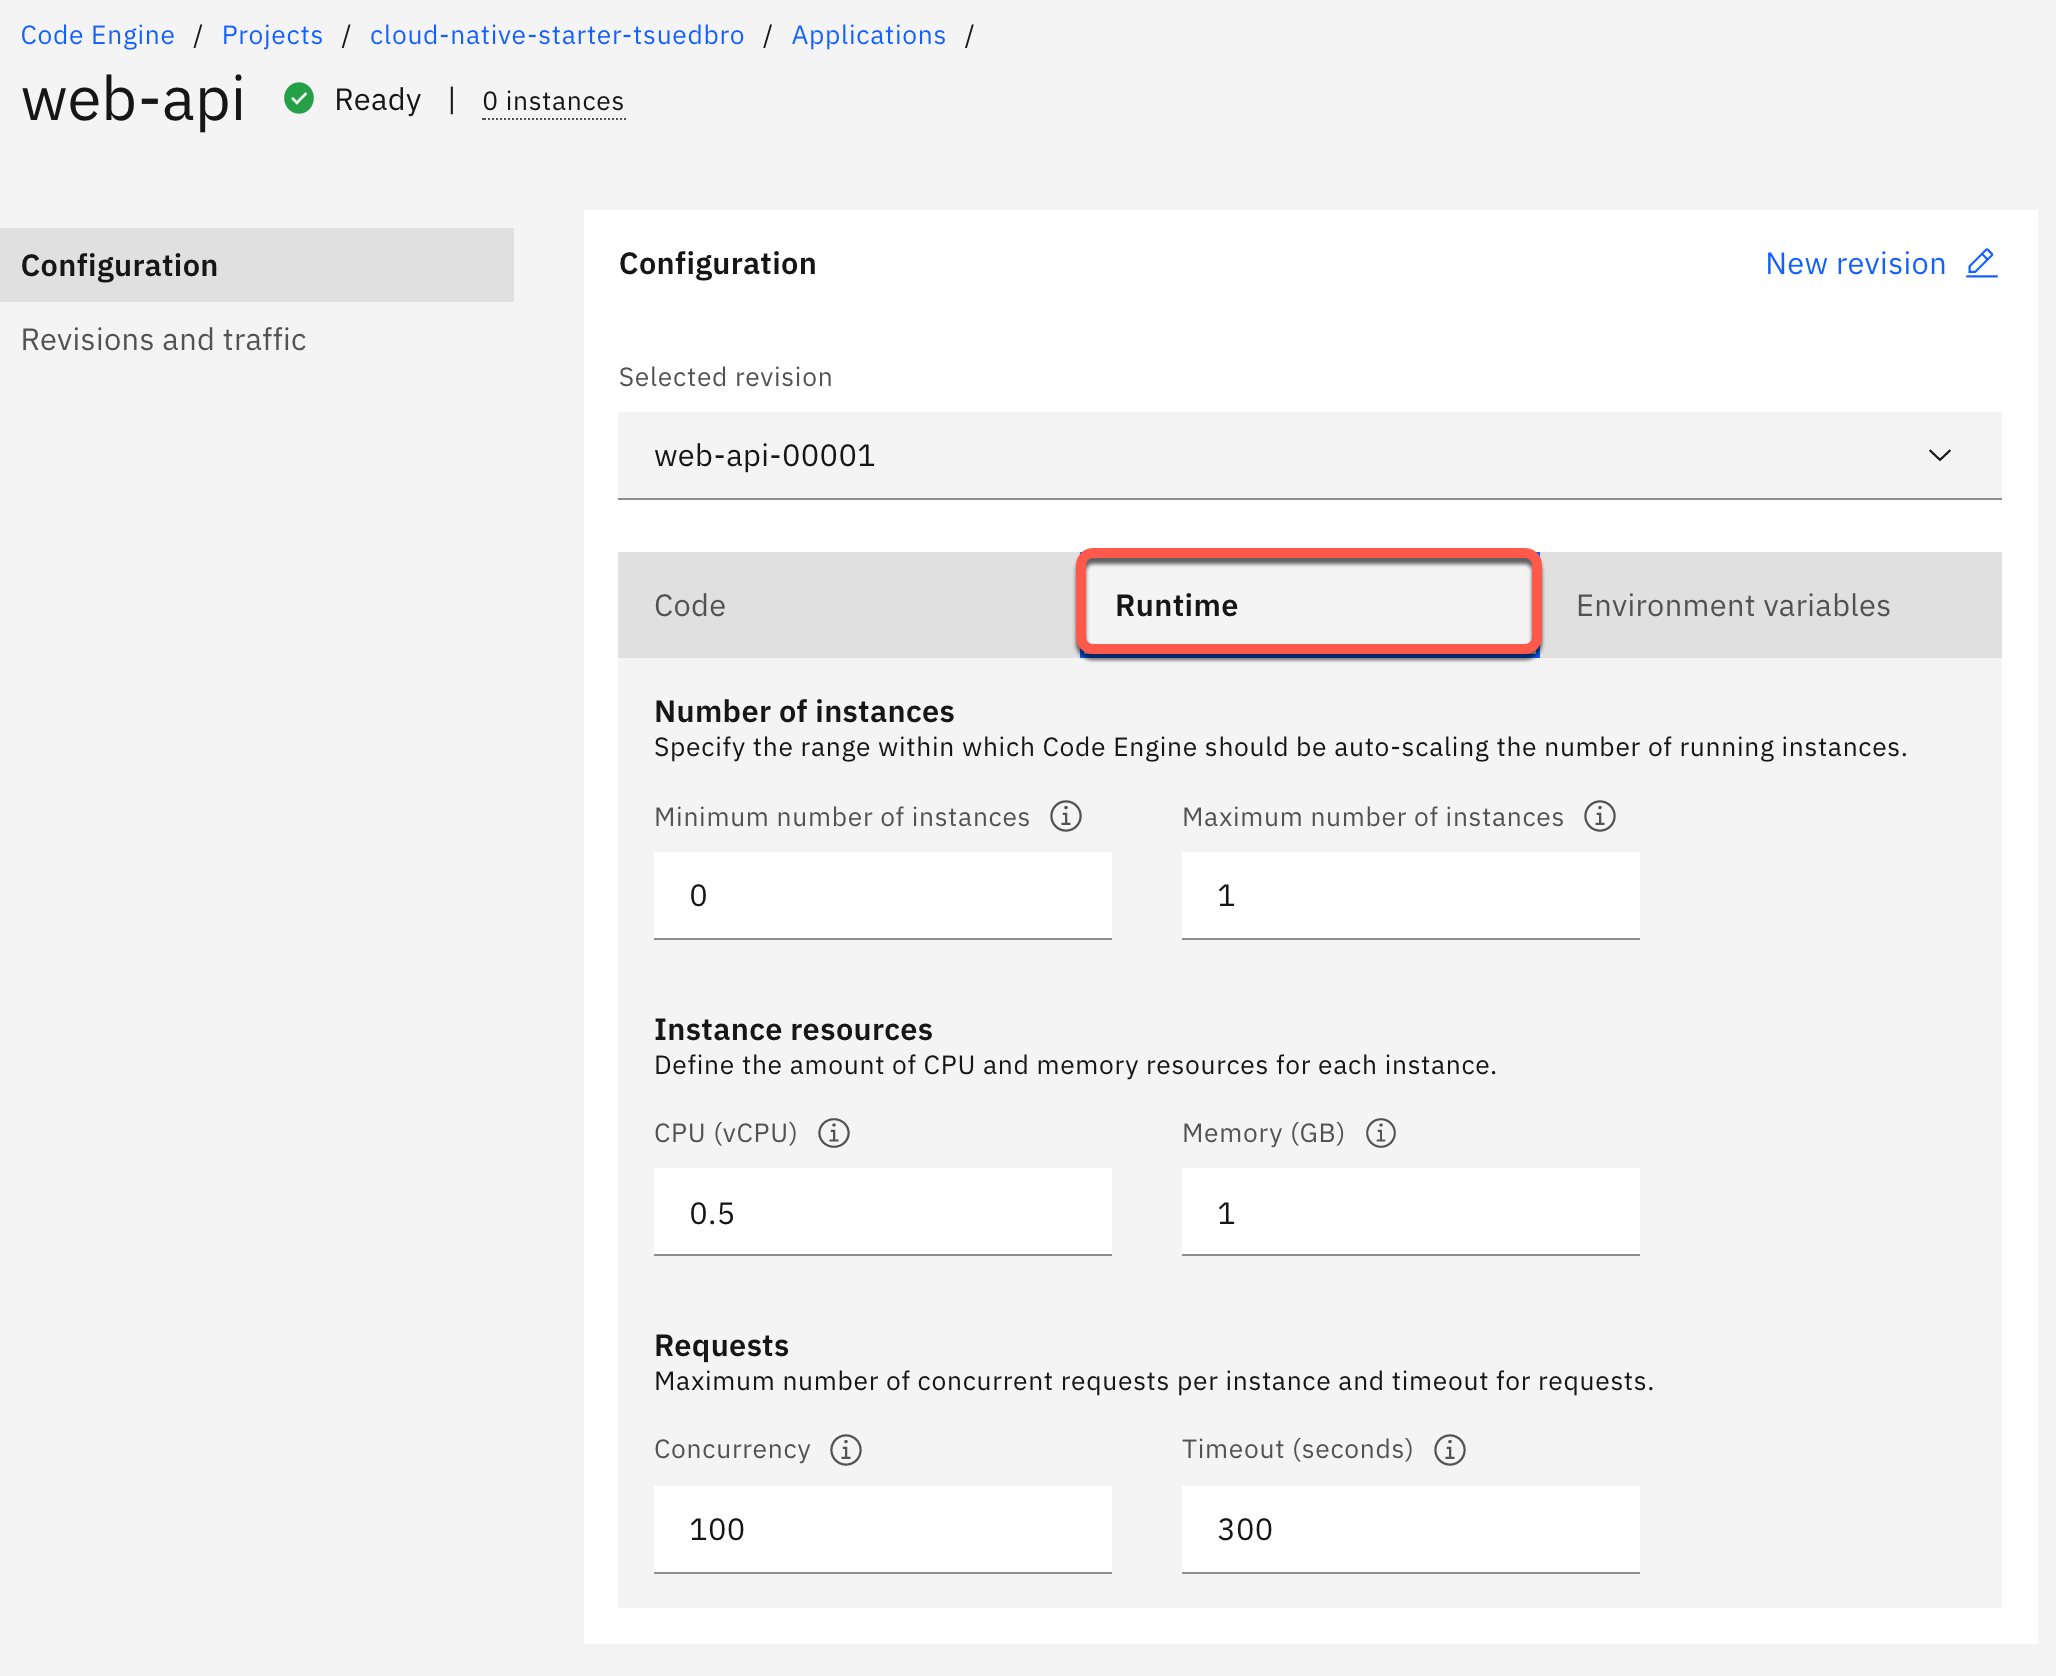 Code Engine / Projects / cloud-native-starter-tsuedbro / Applications /
web-api Ready | 0 instances
Configuration
Revisions and traffic
Configuration New revision
Selected revision
web-api-00001
Code Runtime Environment variables
Number of instances
Specify the range within which Code Engine should be auto-scaling the number of running instances.
Minimum number of instances Maximum number of instances
0 1
Instance resources
Define the amount of CPU and memory resources for each instance.
CPU (vCPU) Memory (GB)
0.5 1
Requests
Maximum number of concurrent requests per instance and timeout for requests.
Concurrency Timeout (seconds)
100 300